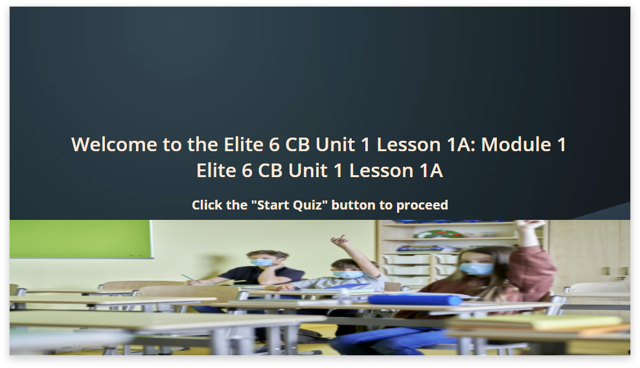 Welcome to the Elite 6 CB Unit 1 Lesson 1A: Module 1
Elite 6 CB Unit 1 Lesson 1A
Click the "Start Quiz" button to proceed